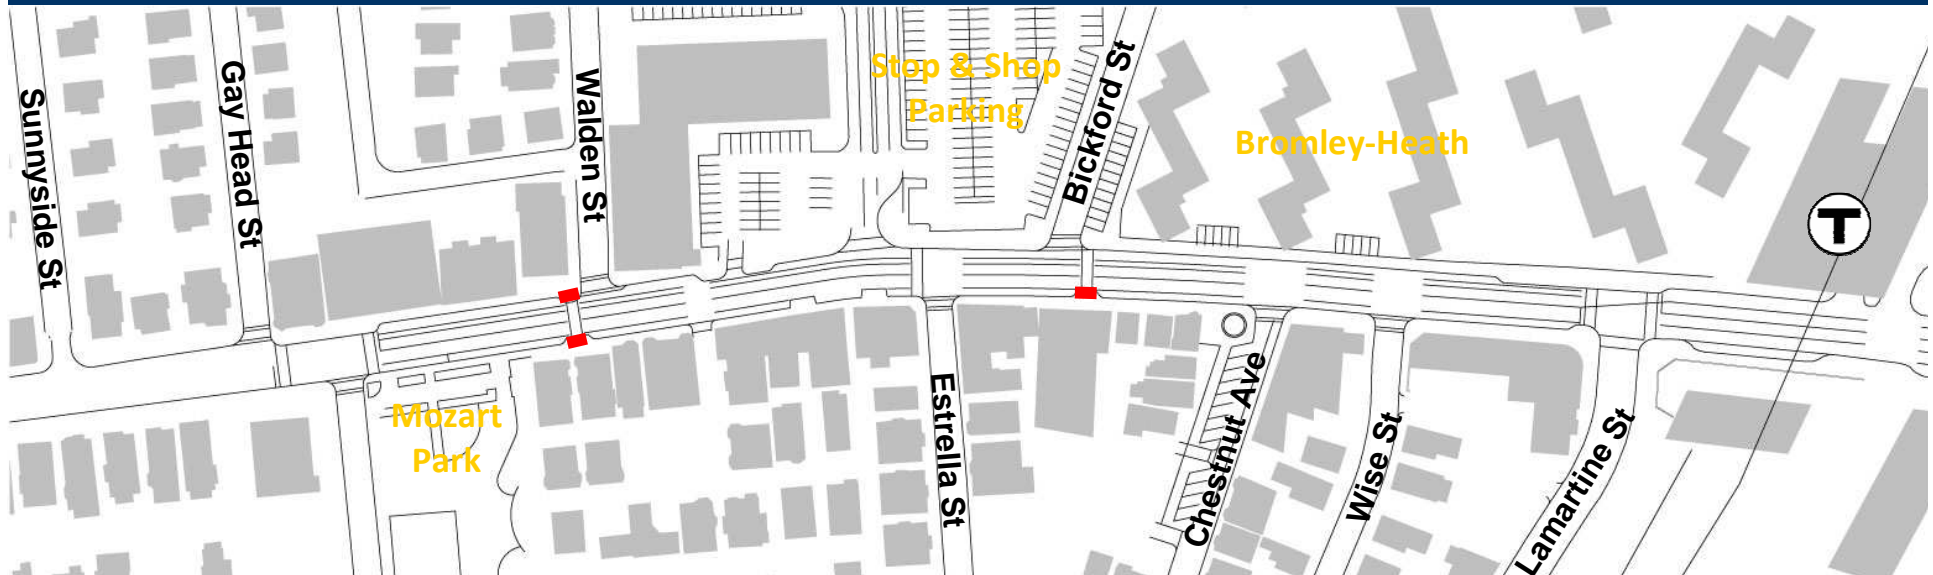 Sunnyside St
Gay Head St
Walden St
Stop & Shop
Parking
Bickford St
Bromley-Heath
T
Mozart
Park
Estrella St
Chestnut Ave
Wise St
Lamartine St